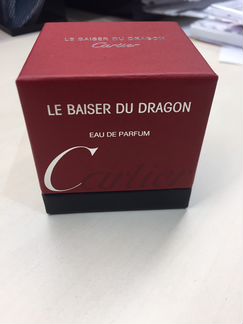 LE BAISER DU DRAGON
Cartier
LE BAISER DU DRAGON
EAU DE PARFUM
Cartier